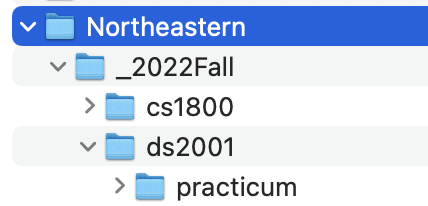 Northeastern
_2022Fall
cs1800
ds2001
practicum